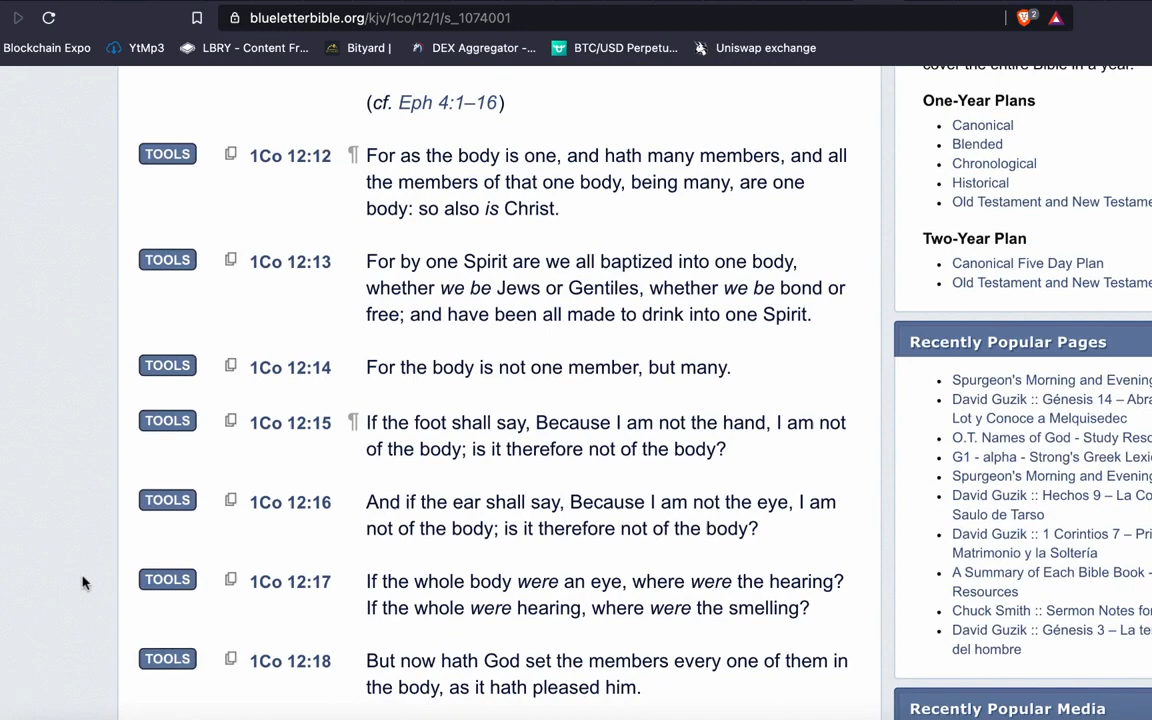 blueletterbible.org/kjv/1co/12/1/s_1074001
2
Blockchain Expo
YtMp3
LBRY - Content Fr...
Bityard |
DEX Aggregator -...
BTC/USD Perpetu...
Uniswap exchange
(cf. Eph 4:1–16)
TOOLS 1Co 12:12 ¶ For as the body is one, and hath many members, and all
the members of that one body, being many, are one
body: so also is Christ.
TOOLS 1Co 12:13 For by one Spirit are we all baptized into one body,
whether we be Jews or Gentiles, whether we be bond or
free; and have been all made to drink into one Spirit.
TOOLS 1Co 12:14 For the body is not one member, but many.
TOOLS 1Co 12:15 ¶ If the foot shall say, Because I am not the hand, I am not
of the body; is it therefore not of the body?
TOOLS 1Co 12:16 And if the ear shall say, Because I am not the eye, I am
not of the body; is it therefore not of the body?
TOOLS 1Co 12:17 If the whole body were an eye, where were the hearing?
If the whole were hearing, where were the smelling?
TOOLS 1Co 12:18 But now hath God set the members every one of them in
the body, as it hath pleased him.
cover the entire Bible in a year.
One-Year Plans
Canonical
Blended
Chronological
Historical
Old Testament and New Testame
Two-Year Plan
Canonical Five Day Plan
Old Testament and New Testame
Recently Popular Pages
Spurgeon's Morning and Evening
David Guzik :: Génesis 14 – Abra
Lot y Conoce a Melquisedec
O.T. Names of God - Study Reso
G1 - alpha - Strong's Greek Lexi
Spurgeon's Morning and Evening
David Guzik :: Hechos 9 – La Co
Saulo de Tarso
David Guzik :: 1 Corintios 7 – Pri
Matrimonio y la Soltería
A Summary of Each Bible Book -
Resources
Chuck Smith :: Sermon Notes for
David Guzik :: Génesis 3 – La te
del hombre
Recently Popular Media